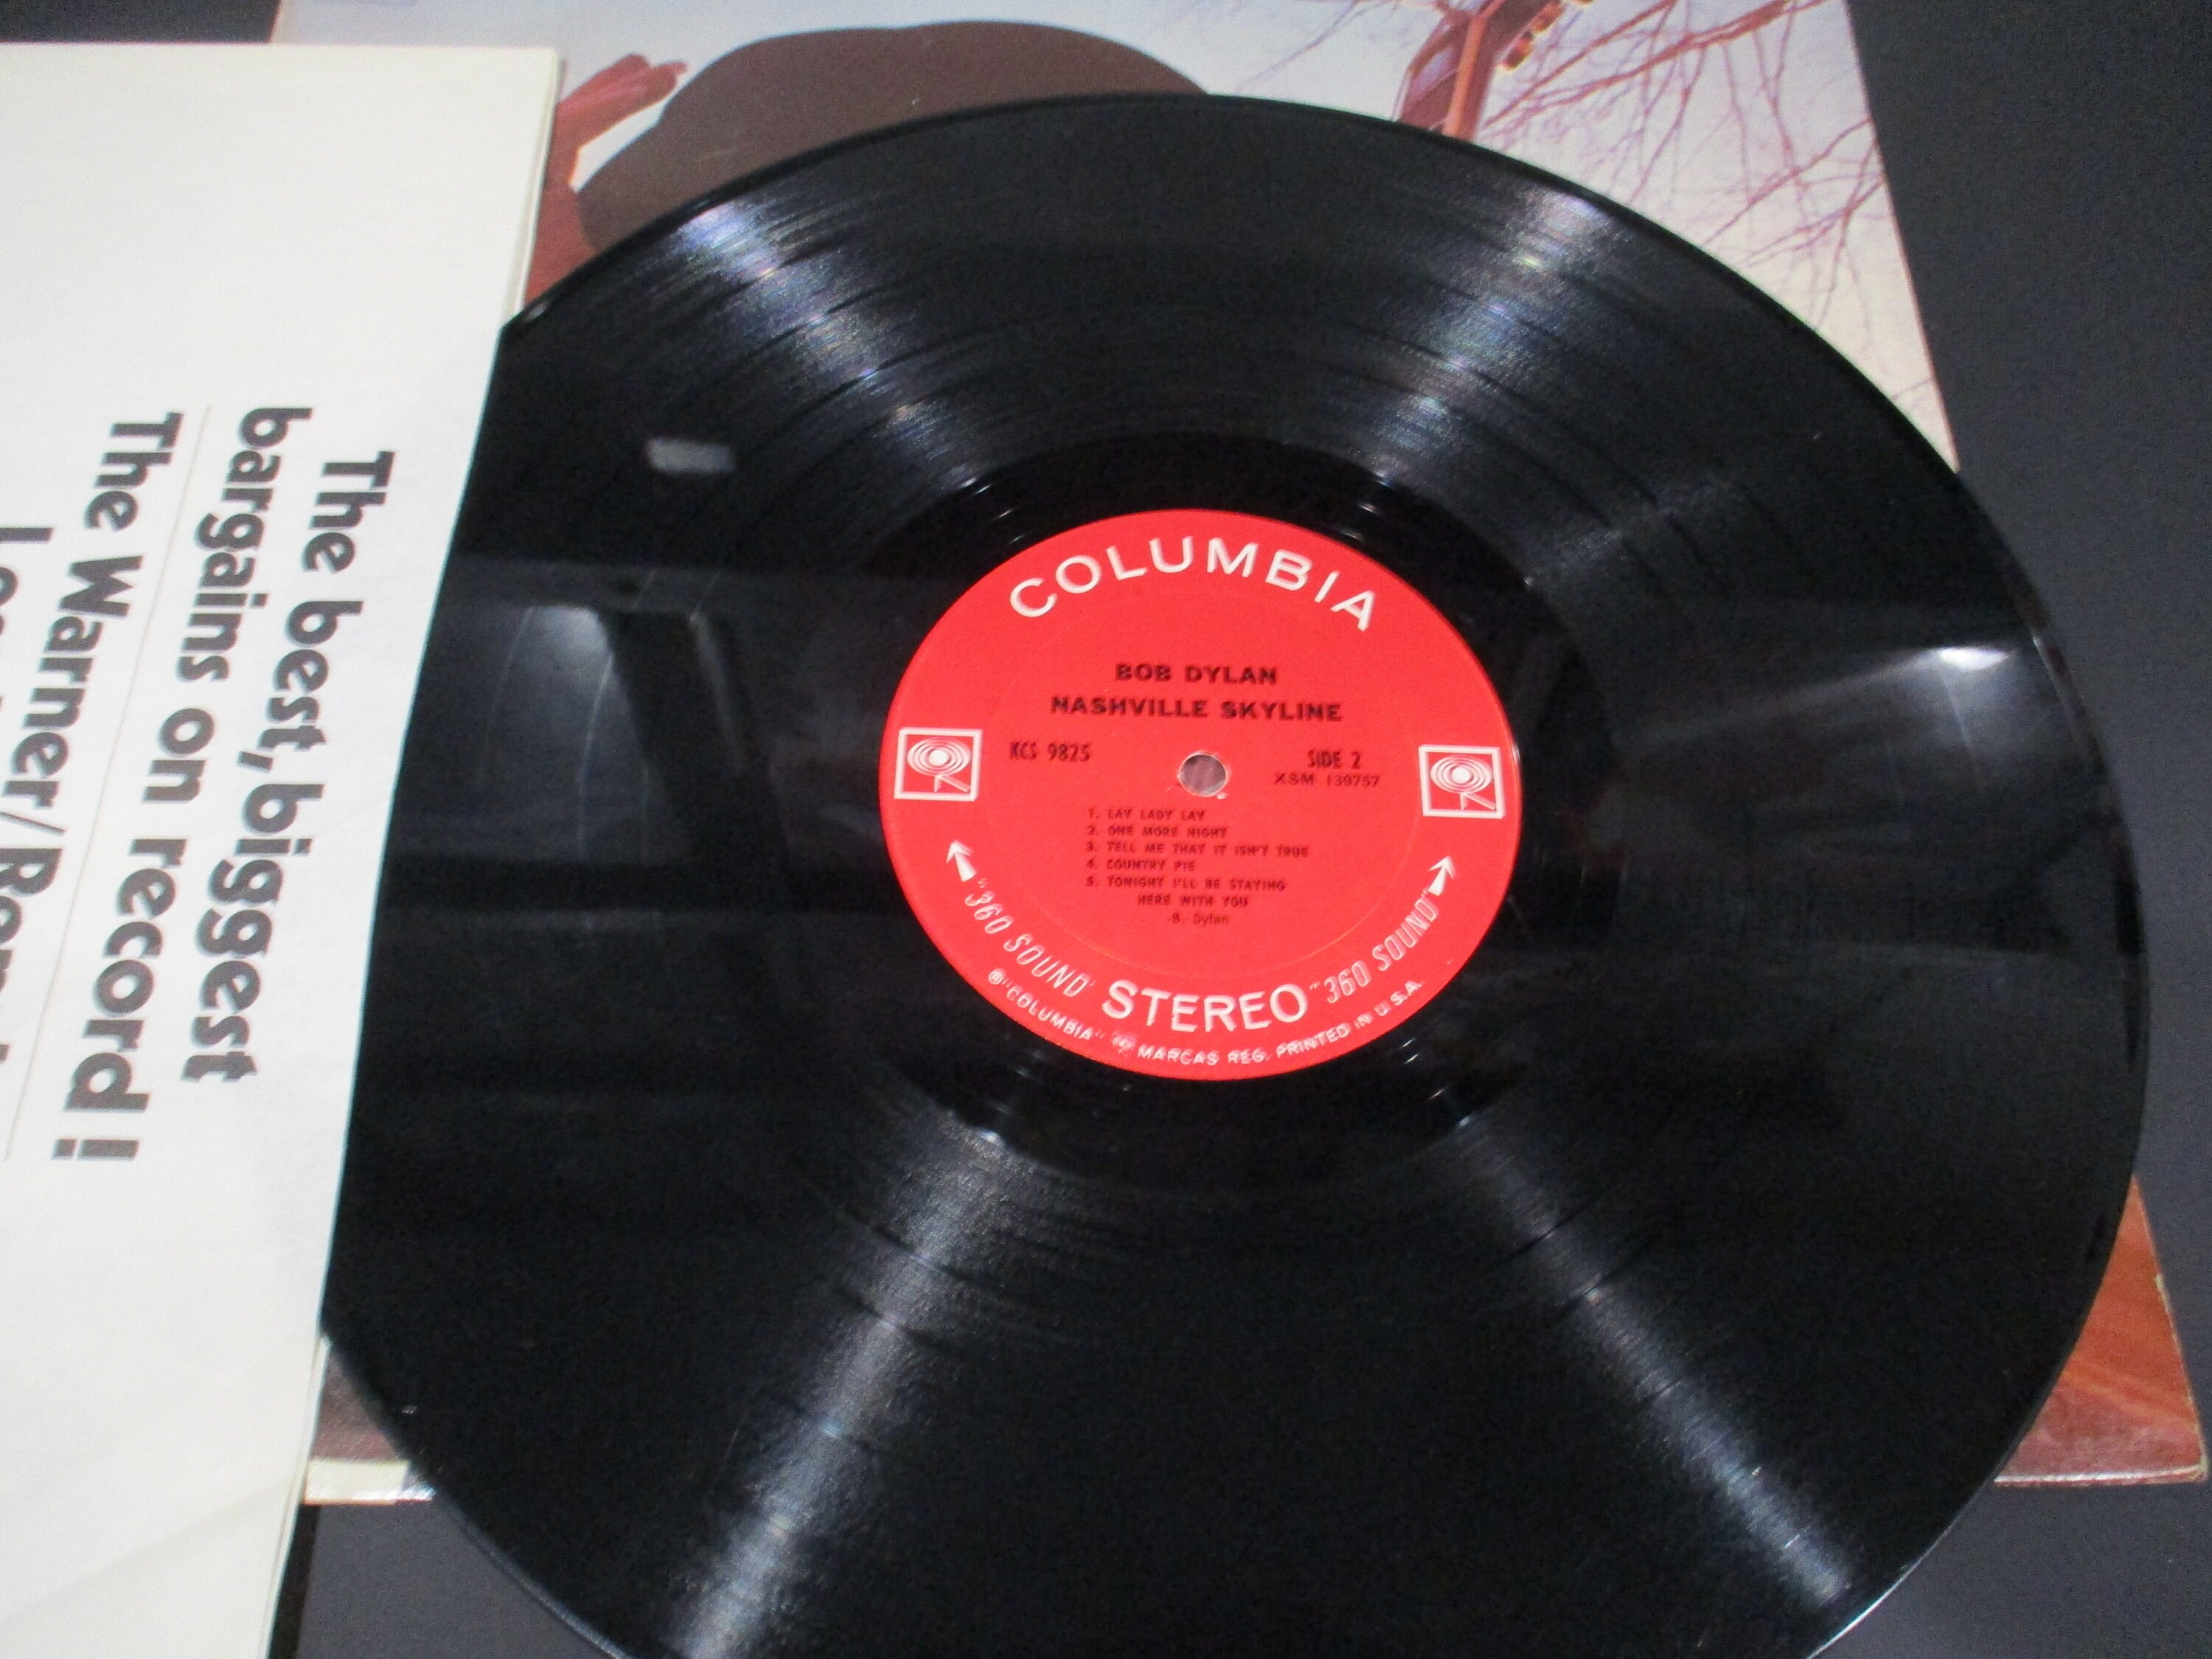 The best, biggest
bargains on record!
The Warner/
COLUMBIA
BOB DYLAN
NASHVILLE SKYLINE
KCS 9825
SIDE 2
XSM 139757
1. LAY LADY LAY
2. ONE MORE NIGHT
3. TELL ME THAT IT ISN'T TRUE
4. COUNTRY PIE
5. TONIGHT I'LL BE STAYING
HERE WITH YOU
-B. Dylan-
"360 SOUND" STEREO "360 SOUND"
® "COLUMBIA" MARCAS REG. PRINTED IN U.S.A.